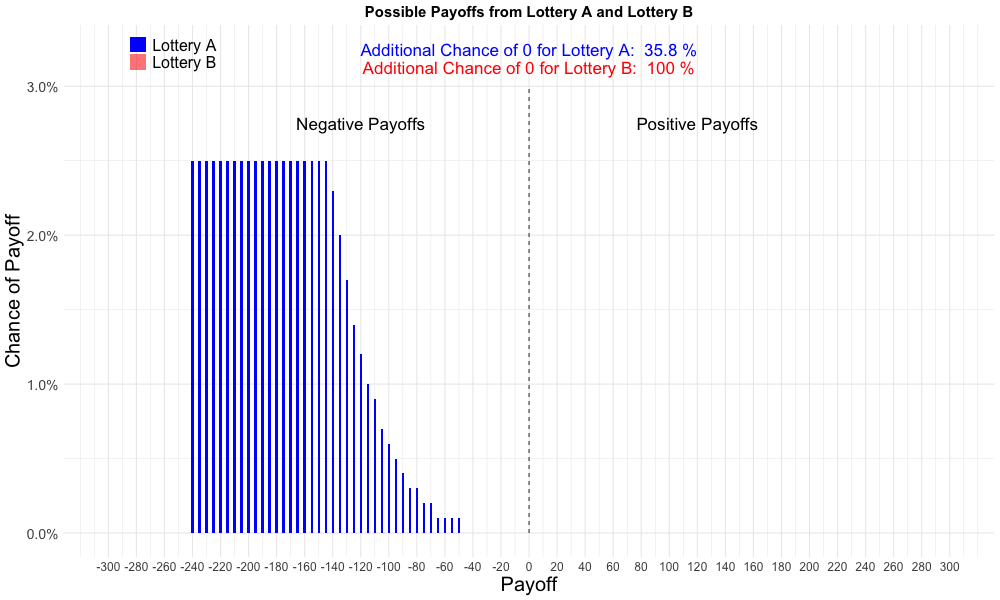 Possible Payoffs from Lottery A and Lottery B
Lottery A
Lottery B
Additional Chance of 0 for Lottery A:  35.8 %
Additional Chance of 0 for Lottery B:  100 %
Negative Payoffs
Positive Payoffs
Chance of Payoff
3.0%
2.0%
1.0%
0.0%
-300 -280 -260 -240 -220 -200 -180 -160 -140 -120 -100 -80 -60 -40 -20 0 20 40 60 80 100 120 140 160 180 200 220 240 260 280 300
Payoff